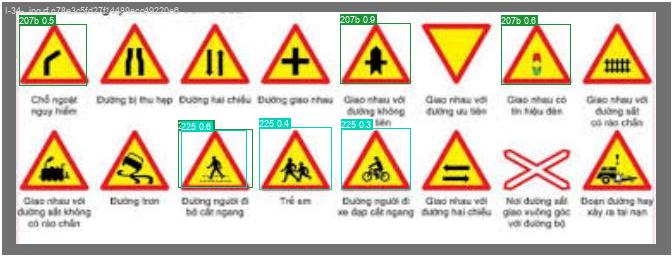 207b 0.5
207b 0.9
207b 0.6
Chỗ ngoặt
nguy hiểm
Đường bị thu hẹp
Đường hai chiều
Đường giao nhau
Giao nhau với
đường không
tiên
Giao nhau với
đường ưu tiên
Giao nhau có
tín hiệu đèn
Giao nhau với
đường sắt
có rào chắn
225 0.6
225 0.4
225 0.3
Giao nhau với
đường sắt không
có rào chắn
Đường trơn
Đường người đi
bộ cắt ngang
Trẻ em
Đường người đi
xe đạp cắt ngang
Giao nhau với
đường hai chiều
Nơi đường sắt
giao vuông góc
với đường bộ
Đoạn đường hay
xảy ra tai nạn